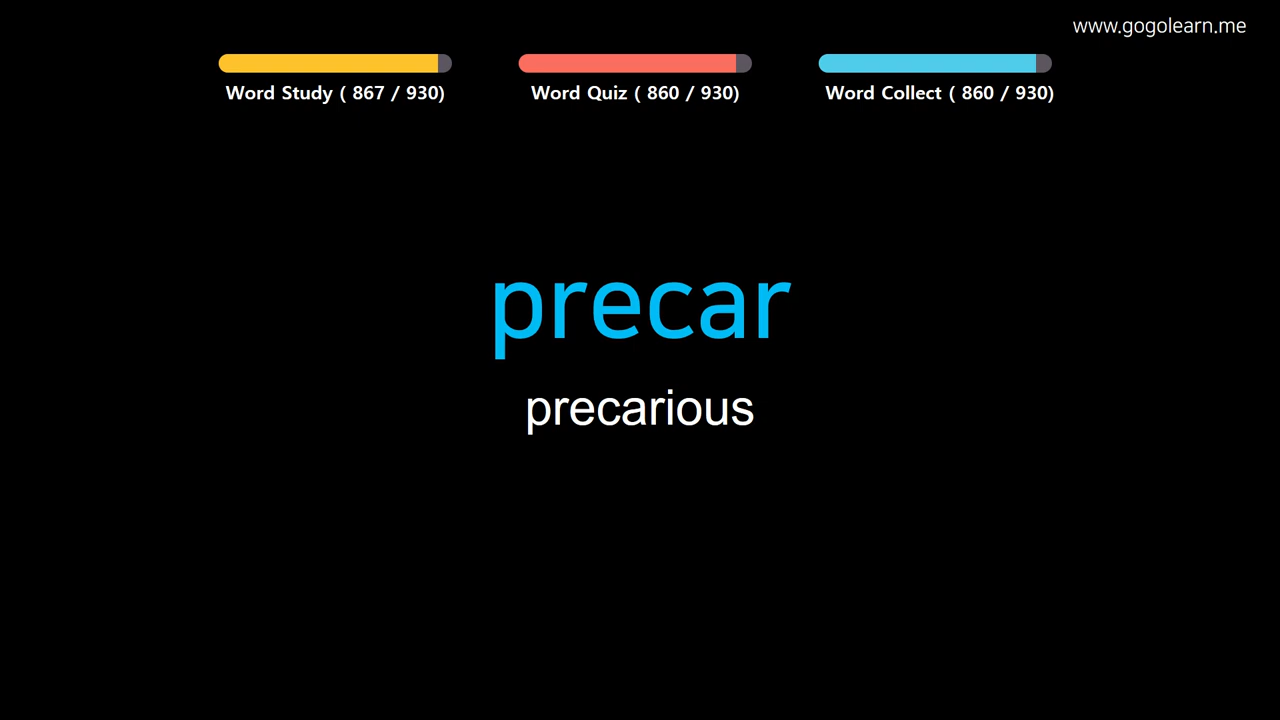 www.gogolearn.me
Word Study ( 867 / 930)
Word Quiz ( 860 / 930)
Word Collect ( 860 / 930)
precar
precarious